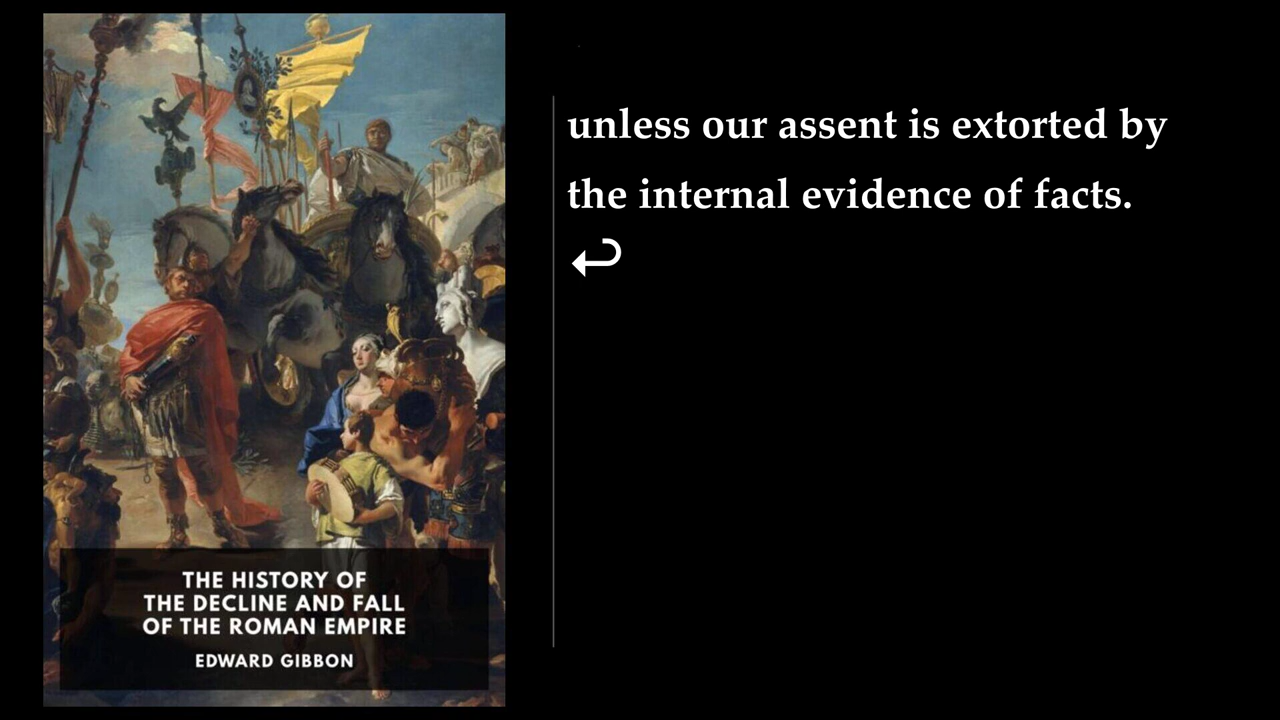 unless our assent is extorted by
the internal evidence of facts.
↩
THE HISTORY OF
THE DECLINE AND FALL
OF THE ROMAN EMPIRE
EDWARD GIBBON